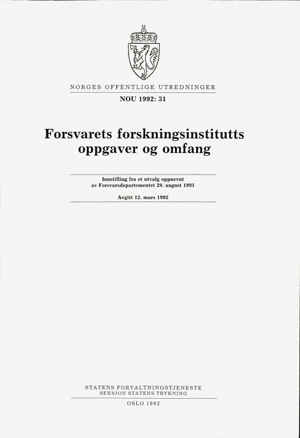 NORGES OFFENTLIGE UTREDNINGER
NOU 1992: 31
Forsvarets forskningsinstitutts
oppgaver og omfang
Innstilling fra et utvalg oppnevnt
av Forsvarsdepartementet 20. august 1991
Avgitt 12. mars 1992
STATENS FORVALTNINGSTJENESTE
SEKSJON STATENS TRYKNING
OSLO 1992